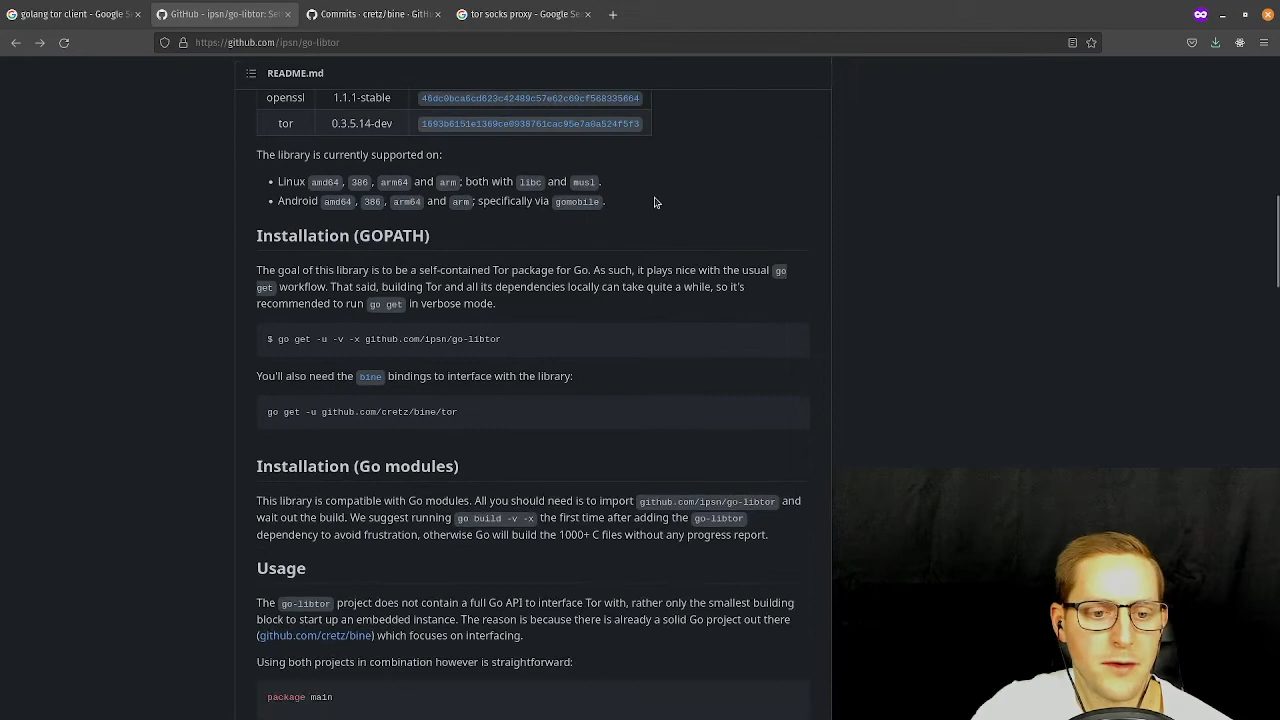 golang tor client - Google S
GitHub - ipsn/go-libtor: Sel
Commits · cretz/bine · GitHu
tor socks proxy - Google Sea
https://github.com/ipsn/go-libtor
README.md
openssl 1.1.1-stable 46dc0bca6cd623c42489c57e62c69cf568335664
tor 0.3.5.14-dev 1693b6151e1369ce0938761cac95e7a0a524f5f3
The library is currently supported on:
• Linux amd64, 386, arm64 and arm; both with libc and musl.
• Android amd64, 386, arm64 and arm; specifically via gomobile.
Installation (GOPATH)
The goal of this library is to be a self-contained Tor package for Go. As such, it plays nice with the usual go
get workflow. That said, building Tor and all its dependencies locally can take quite a while, so it's
recommended to run go get in verbose mode.
$ go get -u -v -x github.com/ipsn/go-libtor
You'll also need the bine bindings to interface with the library:
go get -u github.com/cretz/bine/tor
Installation (Go modules)
This library is compatible with Go modules. All you should need is to import github.com/ipsn/go-libtor and
wait out the build. We suggest running go build -v -x the first time after adding the go-libtor
dependency to avoid frustration, otherwise Go will build the 1000+ C files without any progress report.
Usage
The go-libtor project does not contain a full Go API to interface Tor with, rather only the smallest building
block to start up an embedded instance. The reason is because there is already a solid Go project out there
(github.com/cretz/bine) which focuses on interfacing.
Using both projects in combination however is straightforward:
package main